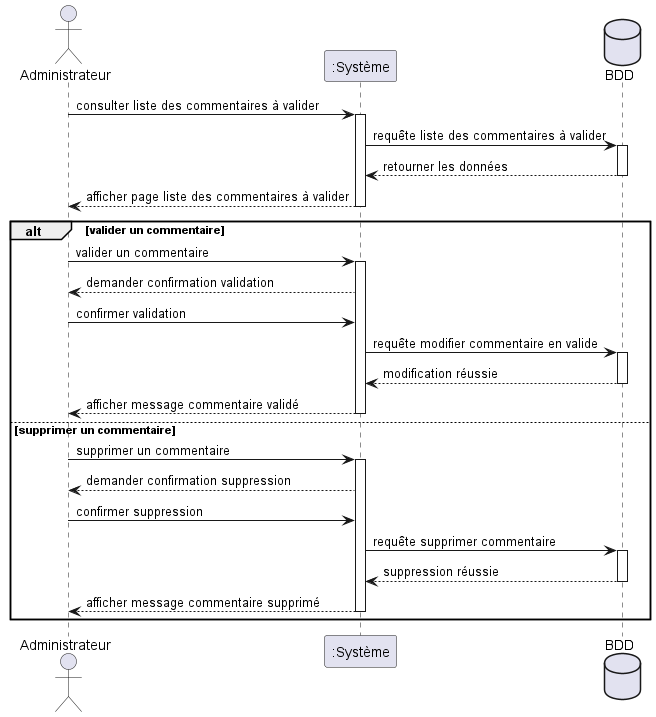 Administrateur
:Système
BDD
consulter liste des commentaires à valider
requête liste des commentaires à valider
retourner les données
afficher page liste des commentaires à valider
alt [valider un commentaire]
valider un commentaire
demander confirmation validation
confirmer validation
requête modifier commentaire en valide
modification réussie
afficher message commentaire validé
[supprimer un commentaire]
supprimer un commentaire
demander confirmation suppression
confirmer suppression
requête supprimer commentaire
suppression réussie
afficher message commentaire supprimé
Administrateur
:Système
BDD